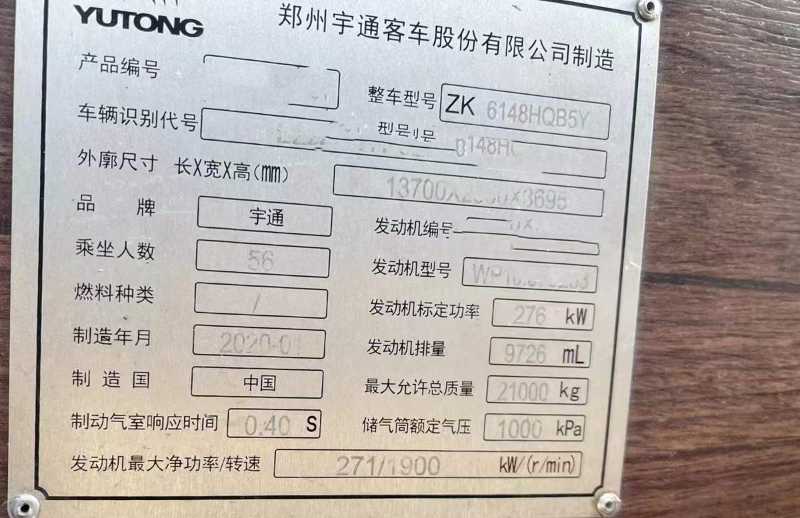 YUTONG
郑州宇通客车股份有限公司制造
产品编号
整车型号 ZK 6148HQB5Y
车辆识别代号
外廓尺寸 长X宽X高(mm)
品 牌 宇通
发动机编号
乘坐人数 56
发动机型号
燃料种类 /
发动机标定功率 276 kW
制造年月 2020-01
发动机排量 9726 mL
制造国 中国
最大允许总质量 21000 kg
制动气室响应时间 0.40 S
储气筒额定气压 1000 kPa
发动机最大净功率/转速 271/1900 kW/(r/min)